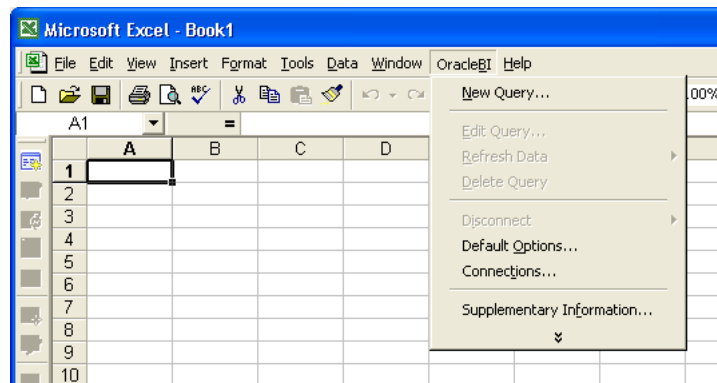 Microsoft Excel - Book1
File Edit View Insert Format Tools Data Window OracleBI Help
ABC
00%
New Query...
A1 =
A B C D
Edit Query...
1
Refresh Data
2
Delete Query
3
Disconnect
4
Default Options...
5
Connections...
6
7
Supplementary Information...
8
9
10